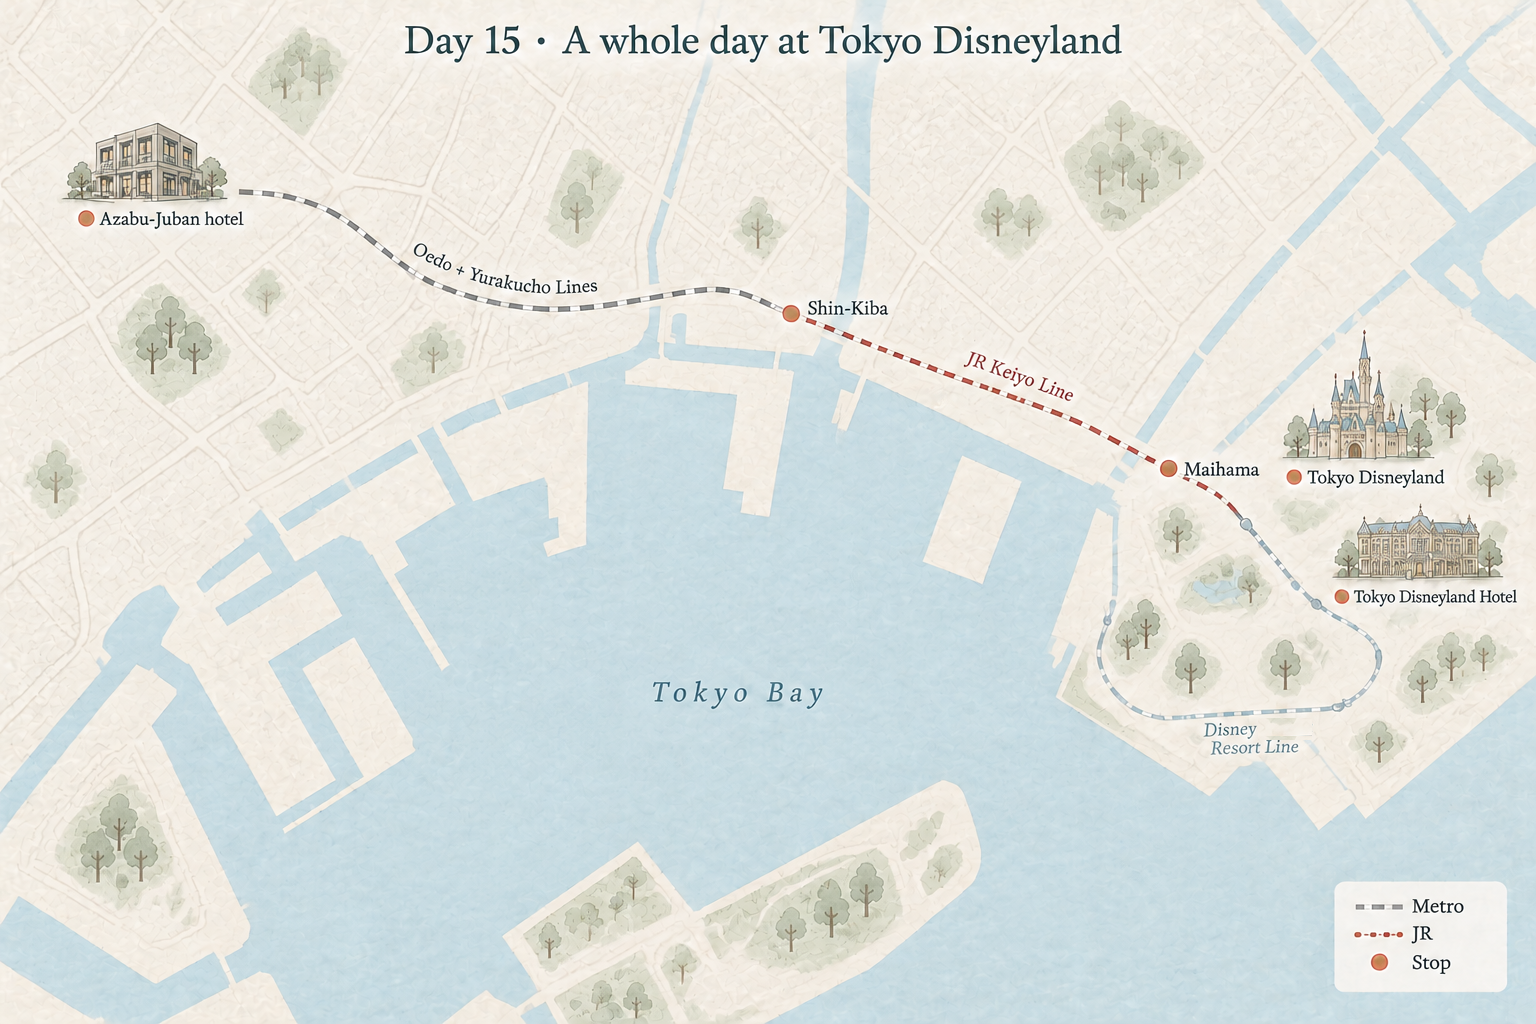 Day 15 · A whole day at Tokyo Disneyland
Azabu-Juban hotel
Oedo + Yurakucho Lines
Shin-Kiba
JR Keiyo Line
Maihama
Tokyo Disneyland
Tokyo Disneyland Hotel
Tokyo Bay
Disney
Resort Line
Metro
JR
Stop